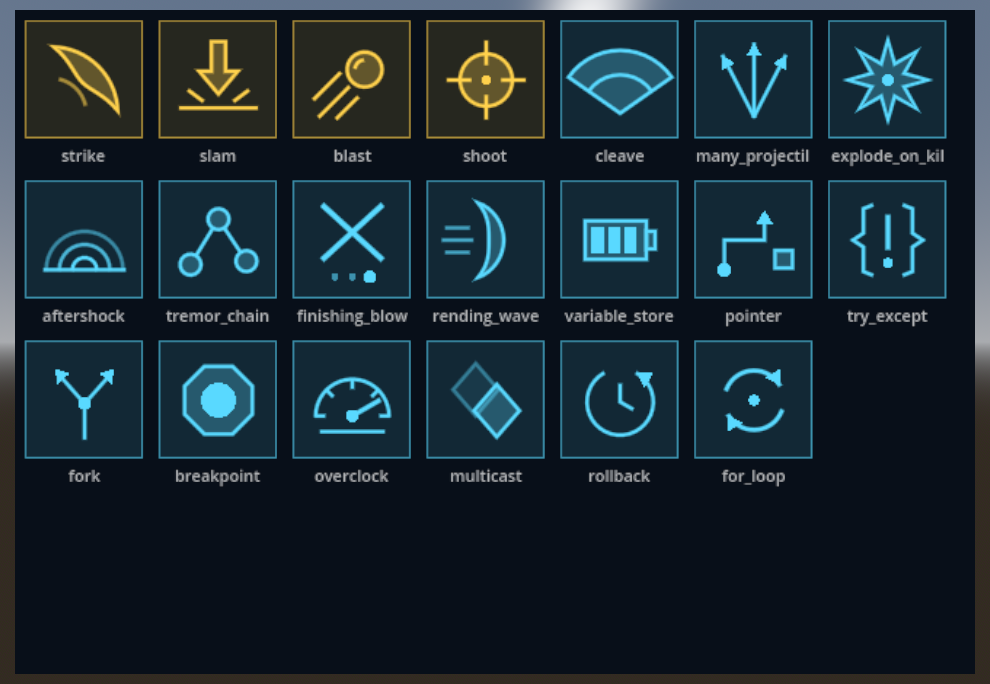 strike slam blast shoot cleave many_projectil explode_on_kil
aftershock tremor_chain finishing_blow rending_wave variable_store pointer try_except
fork breakpoint overclock multicast rollback for_loop